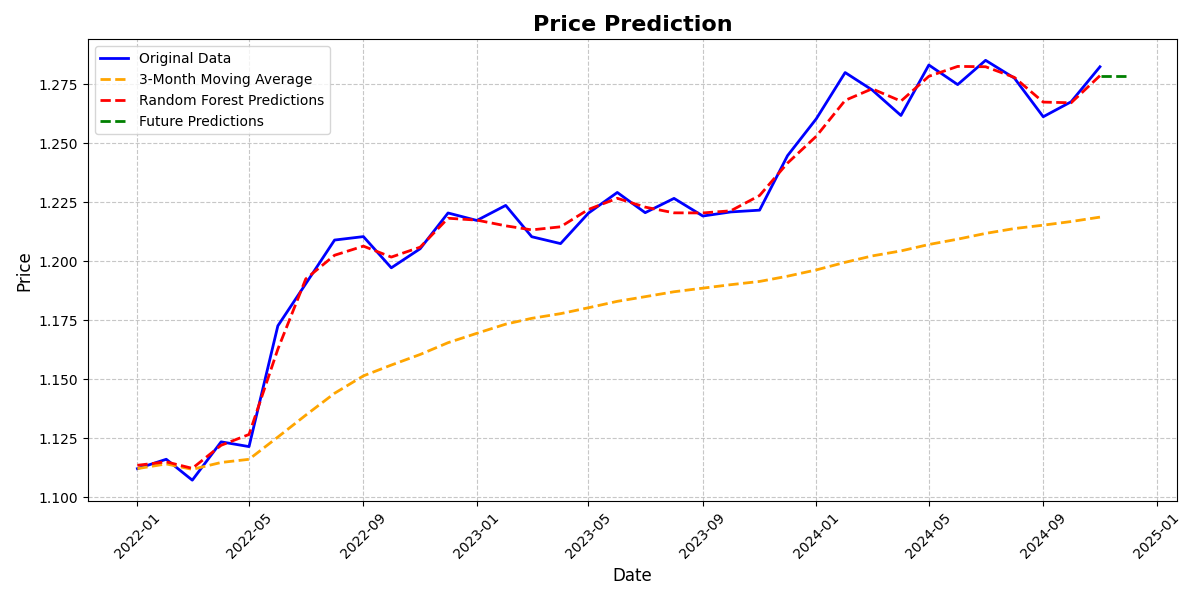 Price Prediction
Original Data
3-Month Moving Average
Random Forest Predictions
Future Predictions
Price
1.275
1.250
1.225
1.200
1.175
1.150
1.125
1.100
2022-01
2022-05
2022-09
2023-01
2023-05
2023-09
2024-01
2024-05
2024-09
2025-01
Date